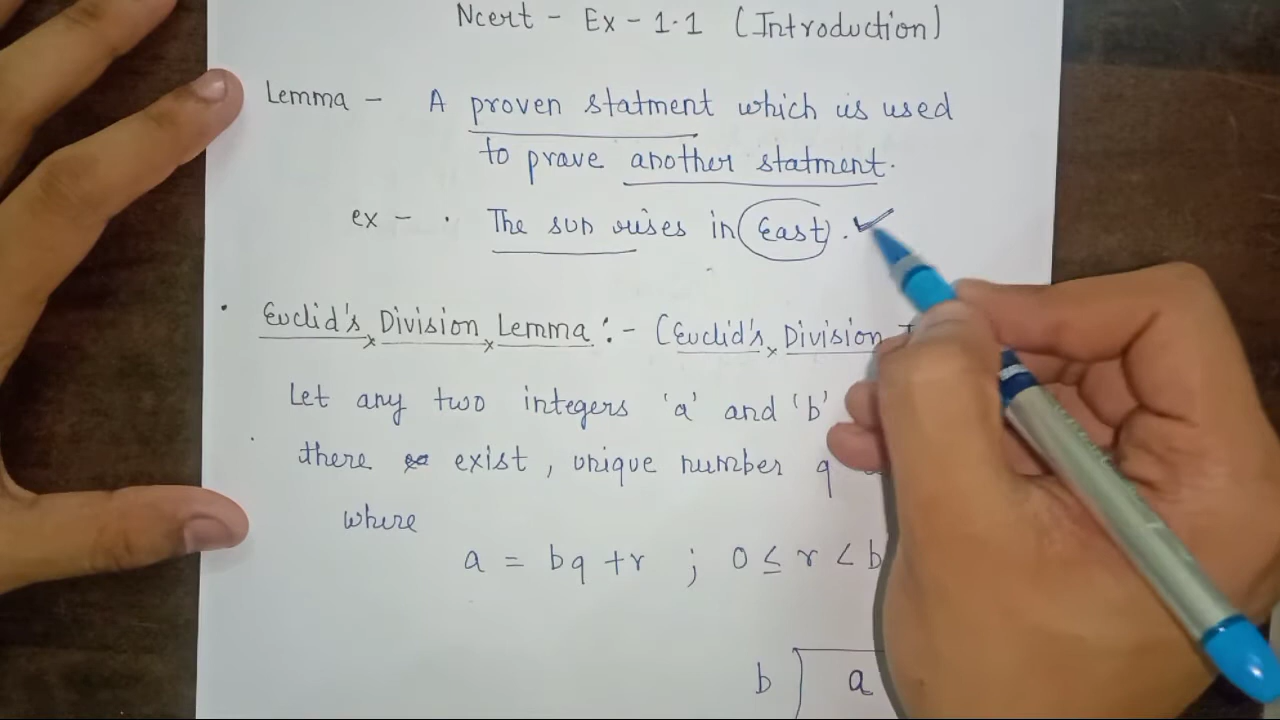 Ncert - Ex - 1.1 (Introduction)
Lemma - A proven statment which is used
to prave another statment.
ex - · The sun rises in East.
• Euclid's Division Lemma :- (Euclid's Division
Let any two integers 'a' and 'b'
there exist, unique number q
where
a = bq + r ; 0 ≤ r < b
b a